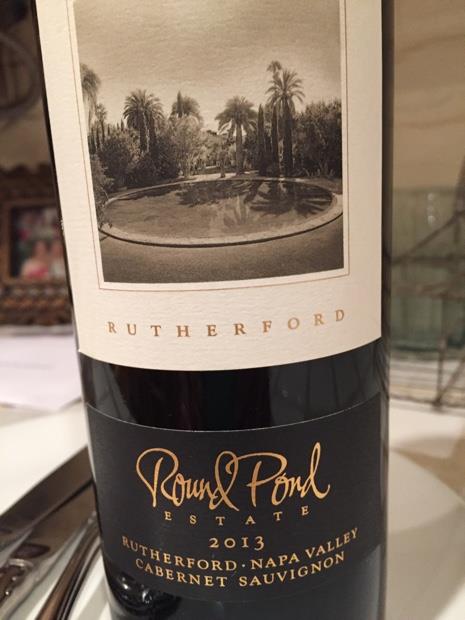 RUTHERFORD
Round Pond
ESTATE
2013
RUTHERFORD · NAPA VALLEY
CABERNET SAUVIGNON